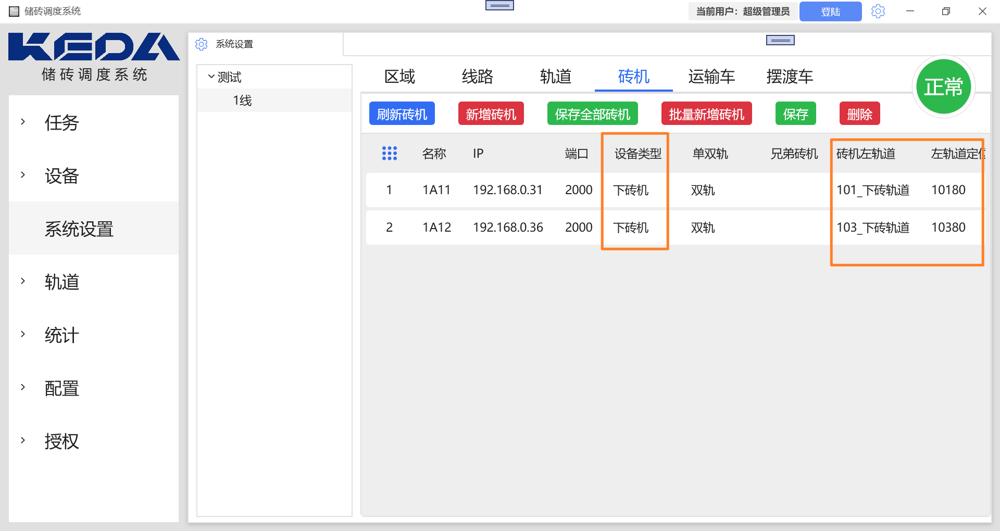 储砖调度系统
当前用户：超级管理员
登陆
KEDA
储砖调度系统
任务
设备
系统设置
轨道
统计
配置
授权
系统设置
测试
1线
区域 线路 轨道 砖机 运输车 摆渡车
正常
刷新砖机 新增砖机 保存全部砖机 批量新增砖机 保存 删除
名称 IP 端口 设备类型 单双轨 兄弟砖机 砖机左轨道 左轨道定位
1 1A11 192.168.0.31 2000 下砖机 双轨 101_下砖轨道 10180
2 1A12 192.168.0.36 2000 下砖机 双轨 103_下砖轨道 10380